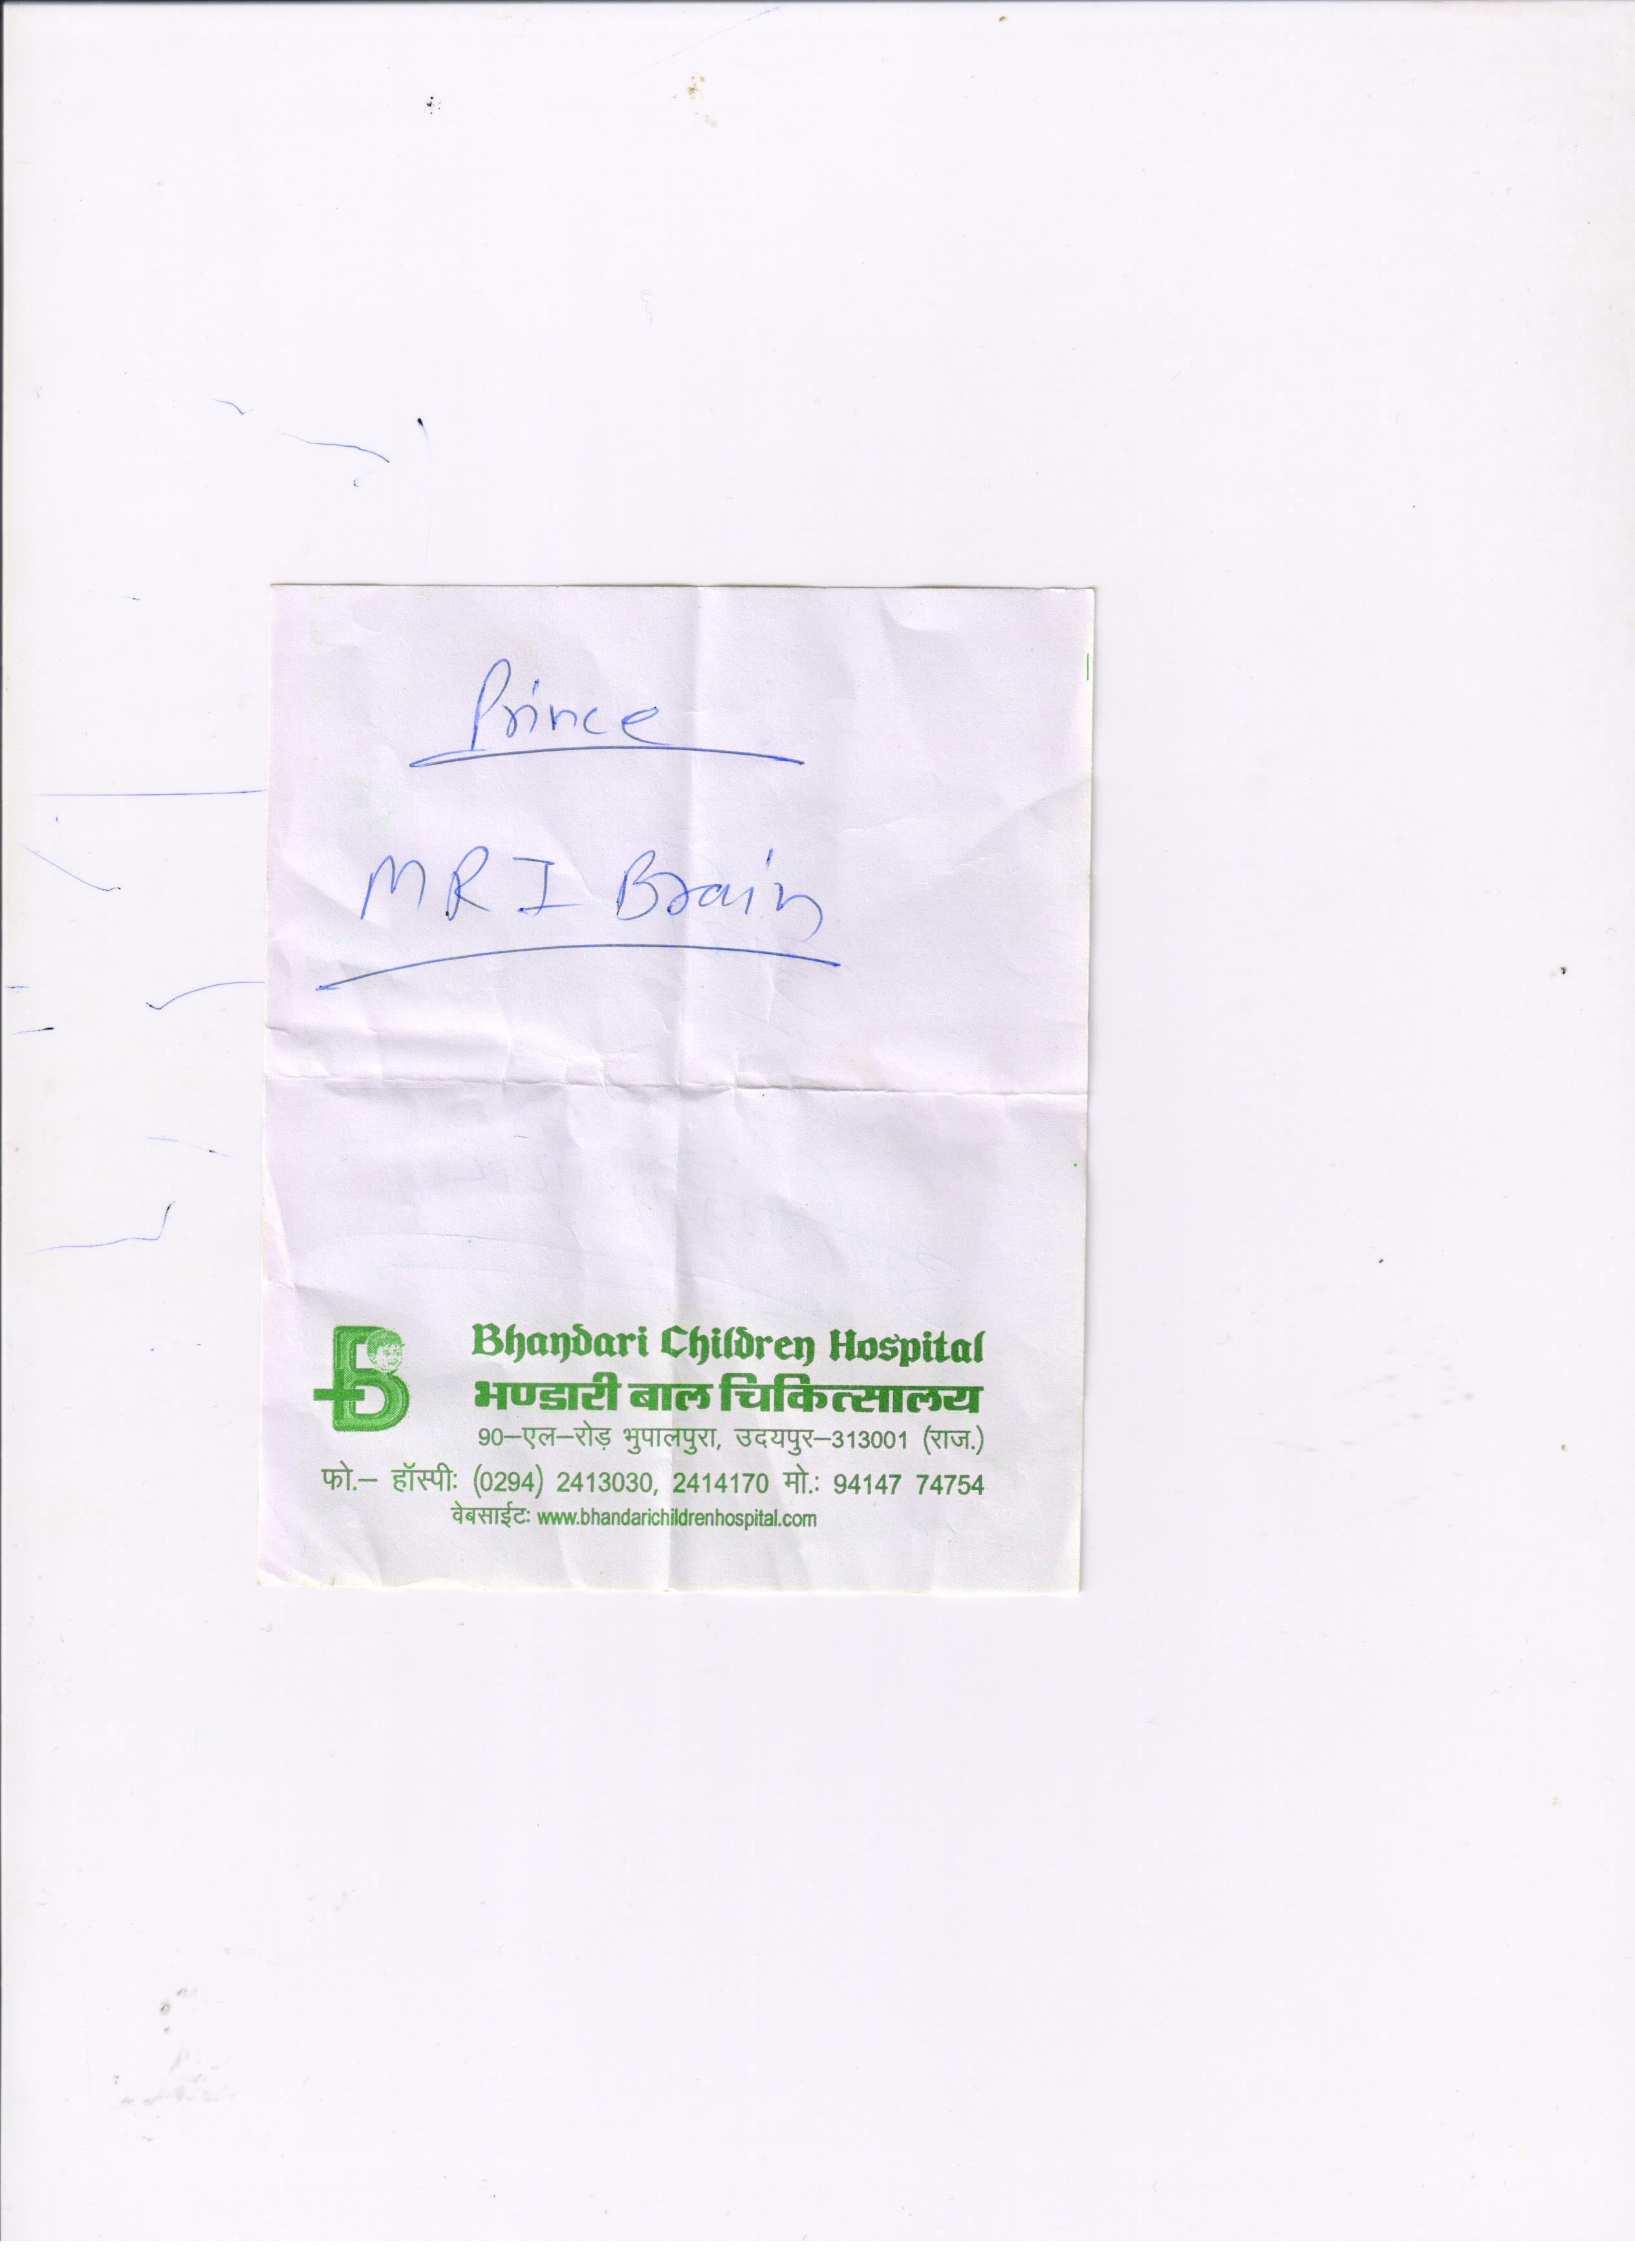 Prince
MRI Brain
Bhandari Children Hospital
भण्डारी बाल चिकित्सालय
90–एल–रोड़ भुपालपुरा, उदयपुर–313001 (राज.)
फो.– हॉस्पी: (0294) 2413030, 2414170 मो.: 94147 74754
वेबसाईट: www.bhandarichildrenhospital.com